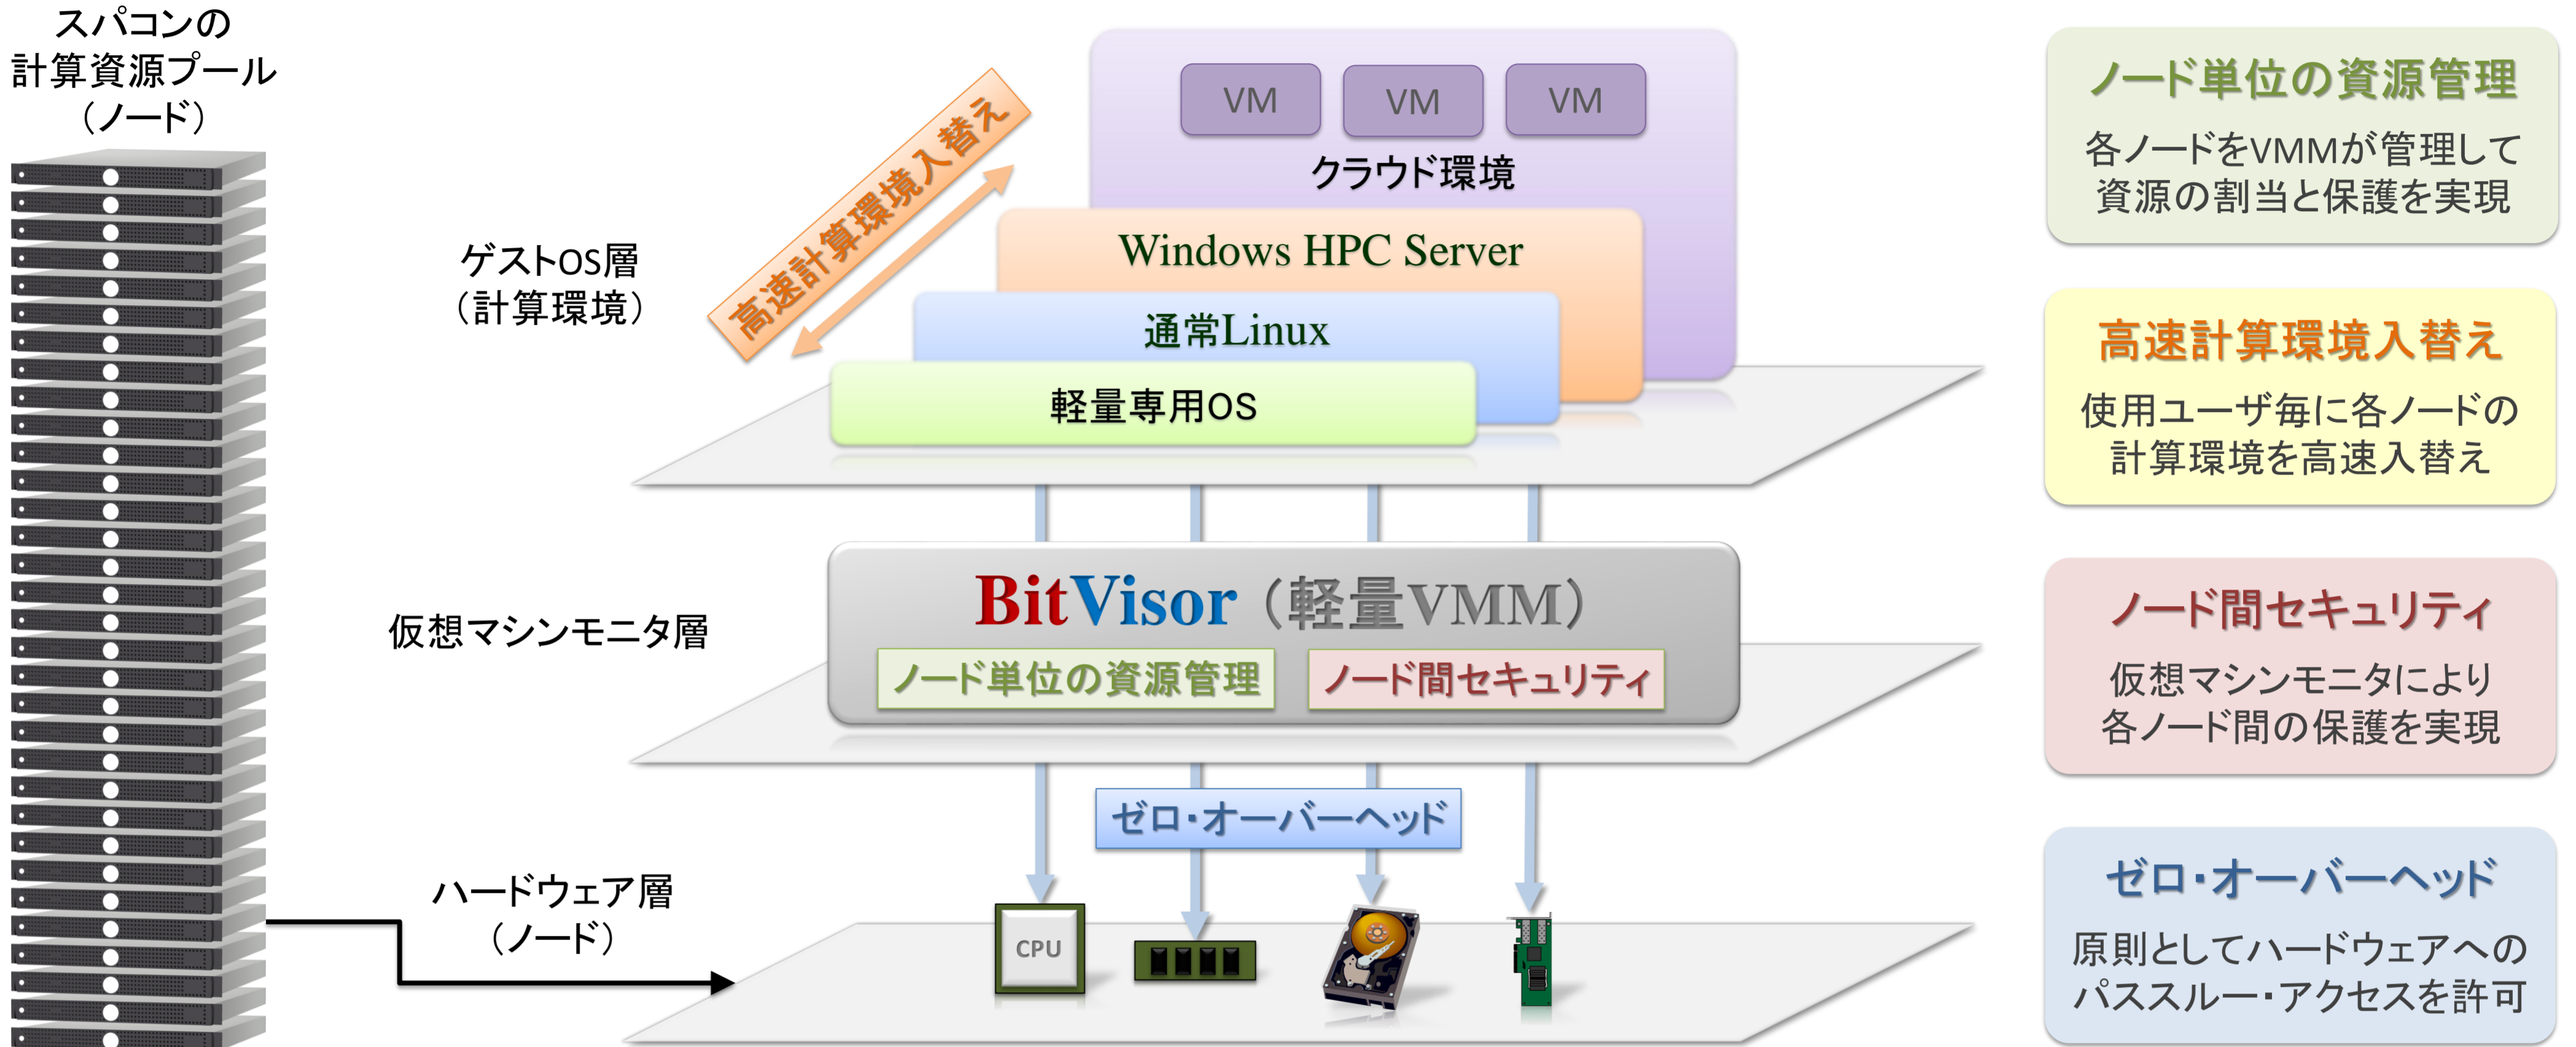 スパコンの
計算資源プール
（ノード）
ゲストOS層
（計算環境）
高速計算環境入替え
VM VM VM
クラウド環境
Windows HPC Server
通常Linux
軽量専用OS
仮想マシンモニタ層
BitVisor（軽量VMM）
ノード単位の資源管理 ノード間セキュリティ
ゼロ・オーバーヘッド
ハードウェア層
（ノード）
CPU
ノード単位の資源管理
各ノードをVMMが管理して
資源の割当と保護を実現
高速計算環境入替え
使用ユーザ毎に各ノードの
計算環境を高速入替え
ノード間セキュリティ
仮想マシンモニタにより
各ノード間の保護を実現
ゼロ・オーバーヘッド
原則としてハードウェアへの
パススルー・アクセスを許可